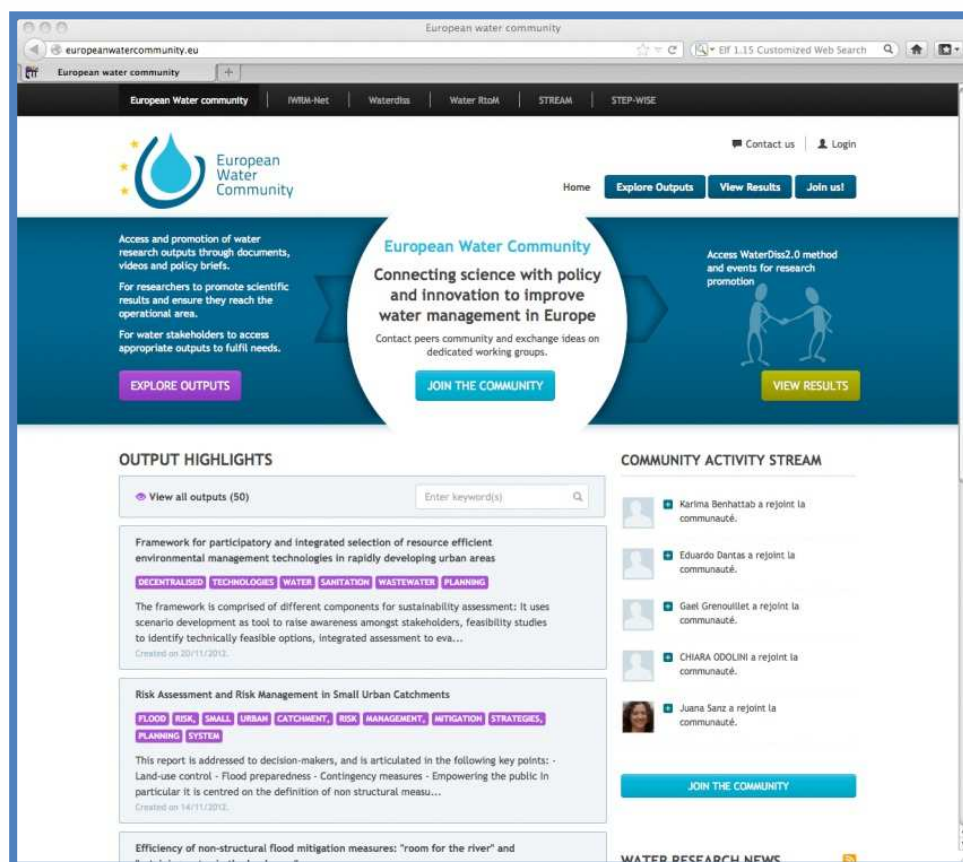 European water community
europeanwatercommunity.eu
Elf 1.15 Customized Web Search
European water community
European Water community
IWRM-Net
Waterdiss
Water RtoM
STREAM
STEP-WISE
Contact us
Login
European
Water
Community
Home
Explore Outputs
View Results
Join us!
Access and promotion of water
research outputs through documents,
videos and policy briefs.
For researchers to promote scientific
results and ensure they reach the
operational area.
For water stakeholders to access
appropriate outputs to fulfil needs.
EXPLORE OUTPUTS
European Water Community
Connecting science with policy
and innovation to improve
water management in Europe
Contact peers community and exchange ideas on
dedicated working groups.
JOIN THE COMMUNITY
Access WaterDiss2.0 method
and events for research
promotion
VIEW RESULTS
OUTPUT HIGHLIGHTS
View all outputs (50)
Enter keyword(s)
Framework for participatory and integrated selection of resource efficient
environmental management technologies in rapidly developing urban areas
DECENTRALISED TECHNOLOGIES WATER SANITATION WASTEWATER PLANNING
The framework is comprised of different components for sustainability assessment: It uses
scenario development as tool to raise awareness amongst stakeholders, feasibility studies
to identify technically feasible options, integrated assessment to eva...
Created on 20/11/2012.
Risk Assessment and Risk Management in Small Urban Catchments
FLOOD RISK, SMALL URBAN CATCHMENT, RISK MANAGEMENT, MITIGATION STRATEGIES,
PLANNING SYSTEM
This report is addressed to decision-makers, and is articulated in the following key points: -
Land-use control - Flood preparedness - Contingency measures - Empowering the public In
particular it is centred on the definition of non structural measu...
Created on 14/11/2012.
Efficiency of non-structural flood mitigation measures: "room for the river" and
COMMUNITY ACTIVITY STREAM
Karima Benhattab a rejoint la
communauté.
Eduardo Dantas a rejoint la
communauté.
Gael Grenouillet a rejoint la
communauté.
CHIARA ODOLINI a rejoint la
communauté.
Juana Sanz a rejoint la
communauté.
JOIN THE COMMUNITY
WATER RESEARCH NEWS